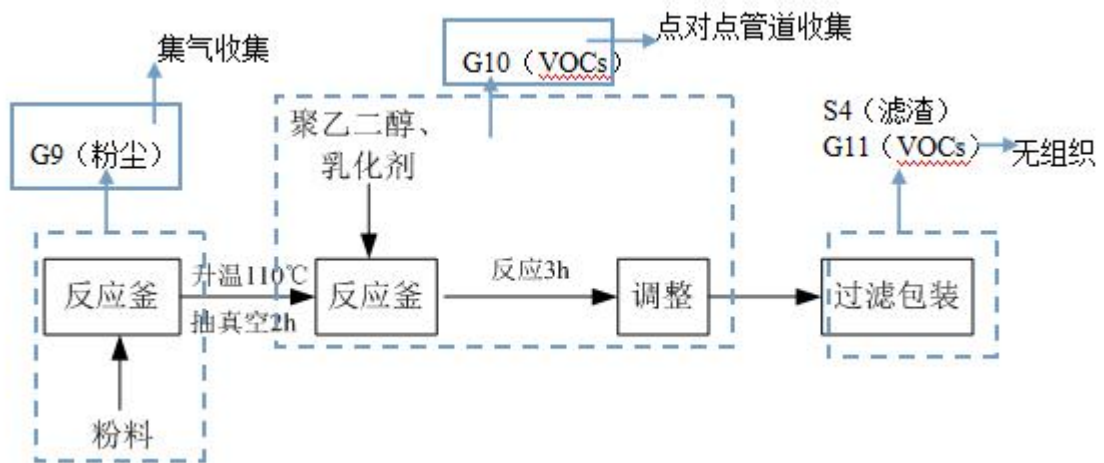 集气收集
点对点管道收集
G10（VOCs）
G9（粉尘）
聚乙二醇、
乳化剂
S4（滤渣）
G11（VOCs）
无组织
反应釜
升温110℃
抽真空2h
反应釜
反应3h
调整
过滤包装
粉料